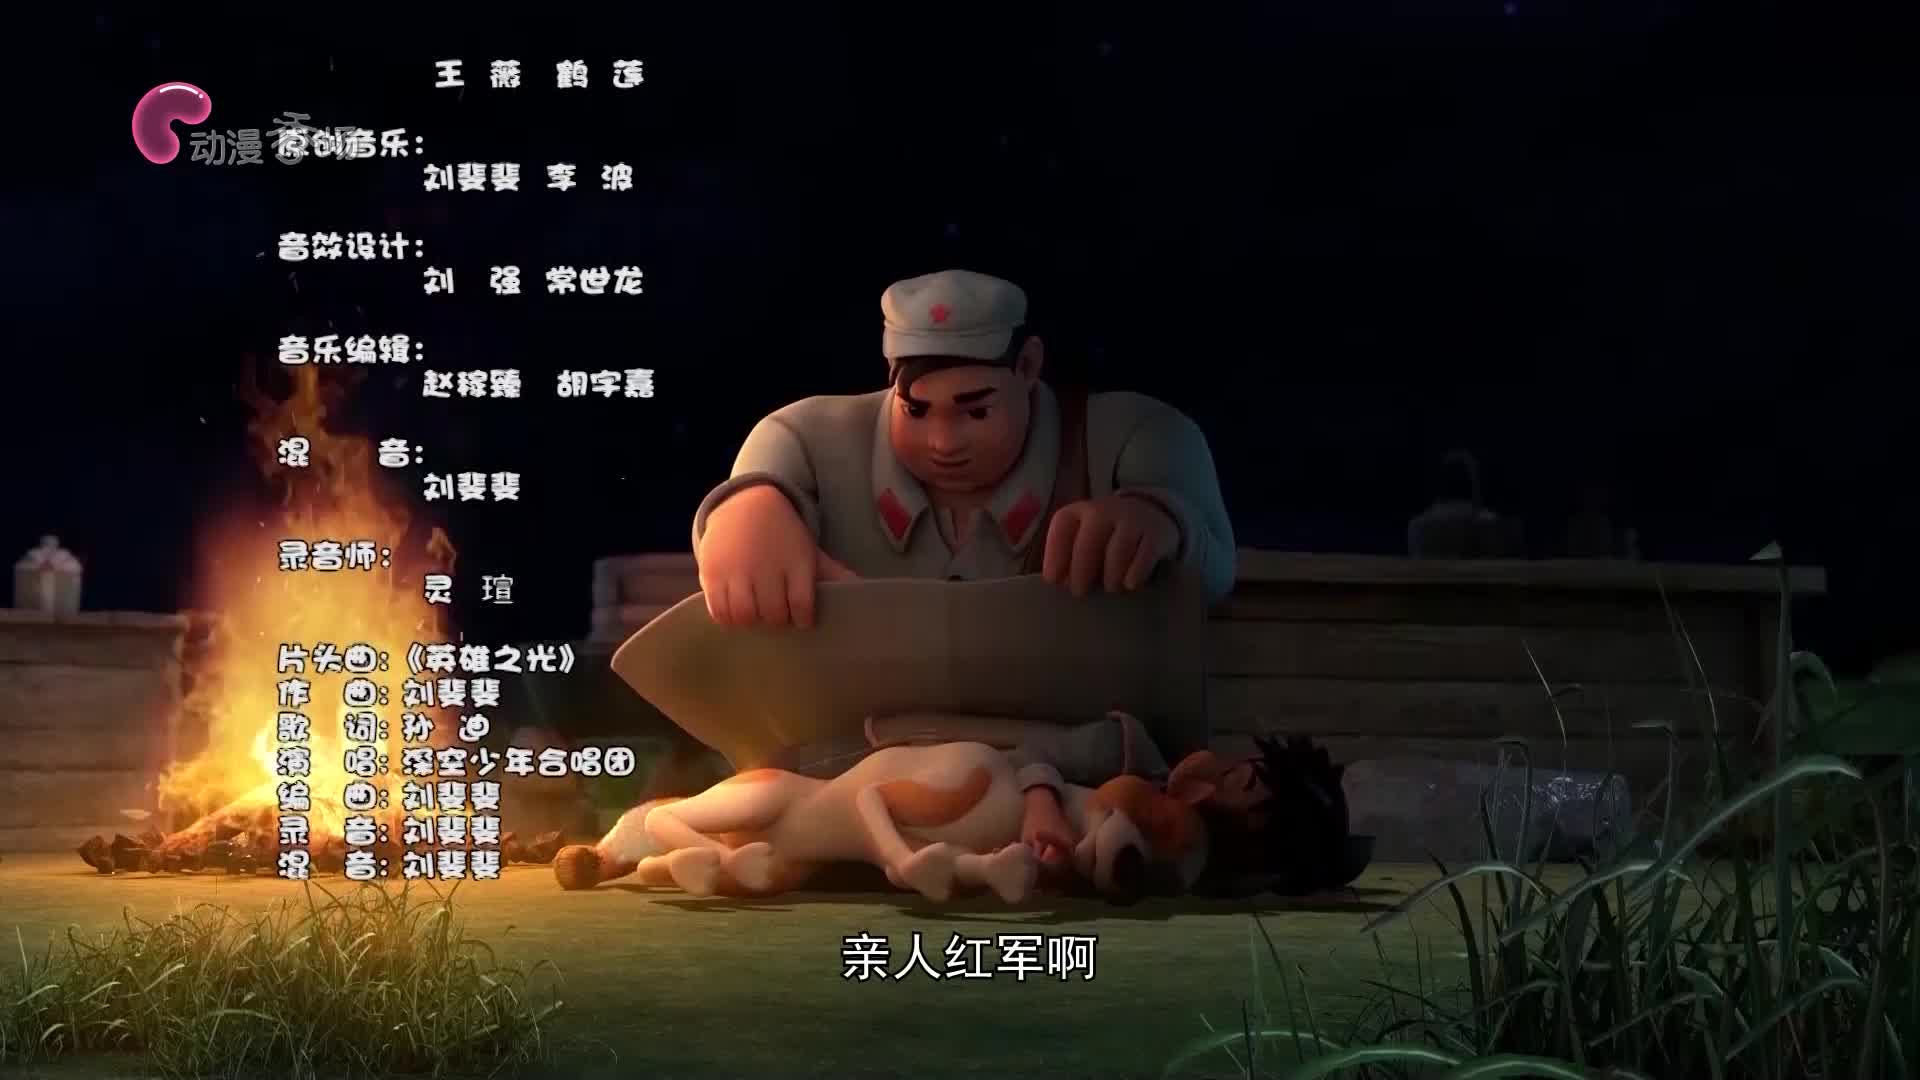 王 薇 鹤 莲
动漫秀场
原创音乐:
刘斐斐 李 波
音效设计:
刘 强 常世龙
音乐编辑:
赵稼臻 胡宇嘉
混 音:
刘斐斐
录音师:
灵 瑄
片头曲:《英雄之光》
作 曲: 刘斐斐
歌 词: 孙 迪
演 唱: 深空少年合唱团
编 曲: 刘斐斐
录 音: 刘斐斐
混 音: 刘斐斐
亲人红军啊